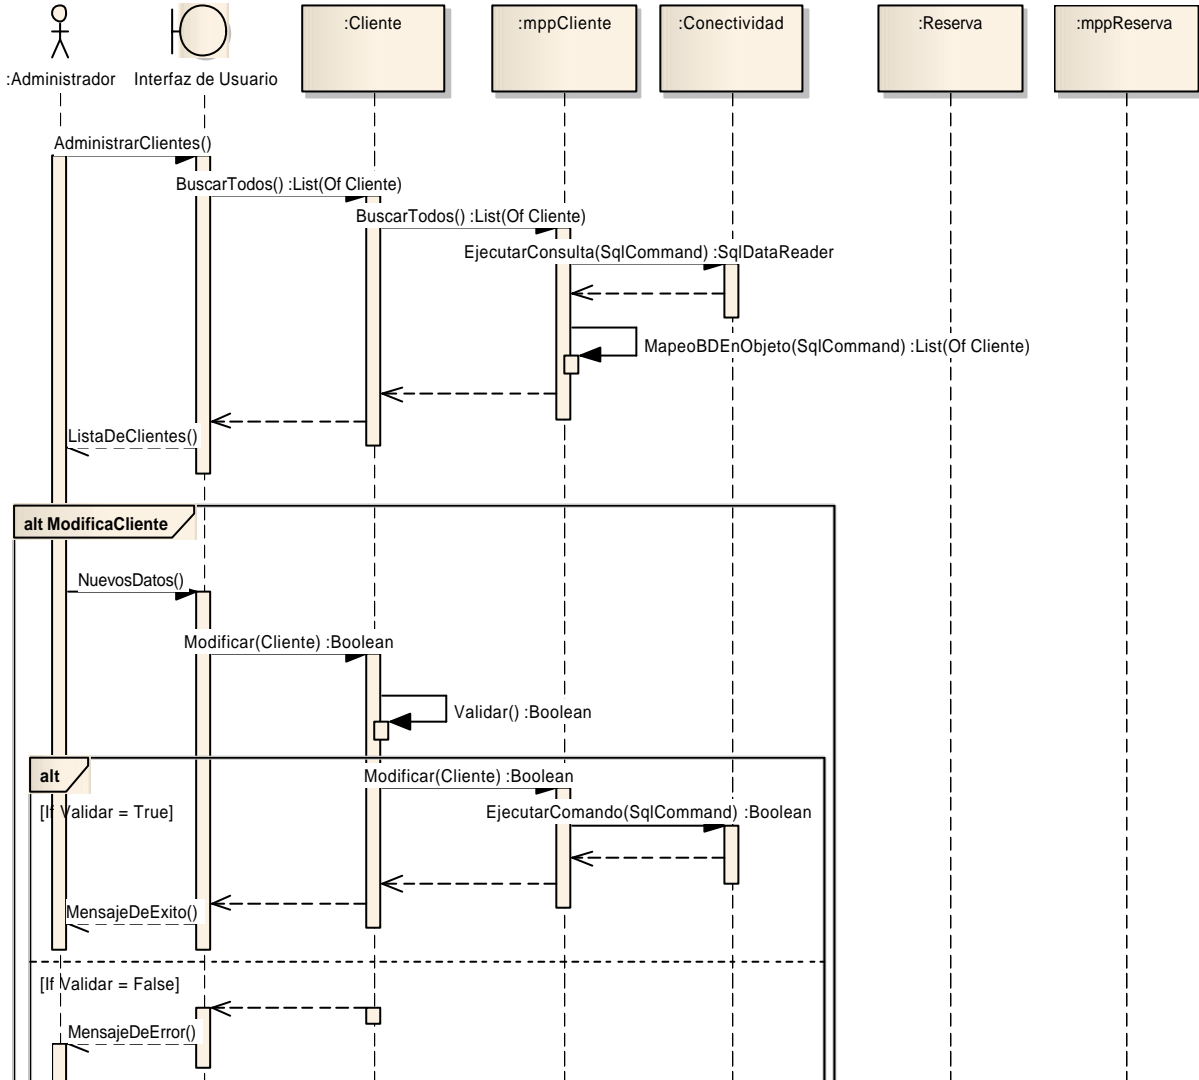 :Cliente
:mppCliente
:Conectividad
:Reserva
:mppReserva
:Administrador
Interfaz de Usuario
AdministrarClientes()
BuscarTodos() :List(Of Cliente)
BuscarTodos() :List(Of Cliente)
EjecutarConsulta(SqlCommand) :SqlDataReader
MapeoBDEnObjeto(SqlCommand) :List(Of Cliente)
ListaDeClientes()
alt ModificaCliente
NuevosDatos()
Modificar(Cliente) :Boolean
Validar() :Boolean
alt
Modificar(Cliente) :Boolean
[If Validar = True]
EjecutarComando(SqlCommand) :Boolean
MensajeDeExito()
[If Validar = False]
MensajeDeError()